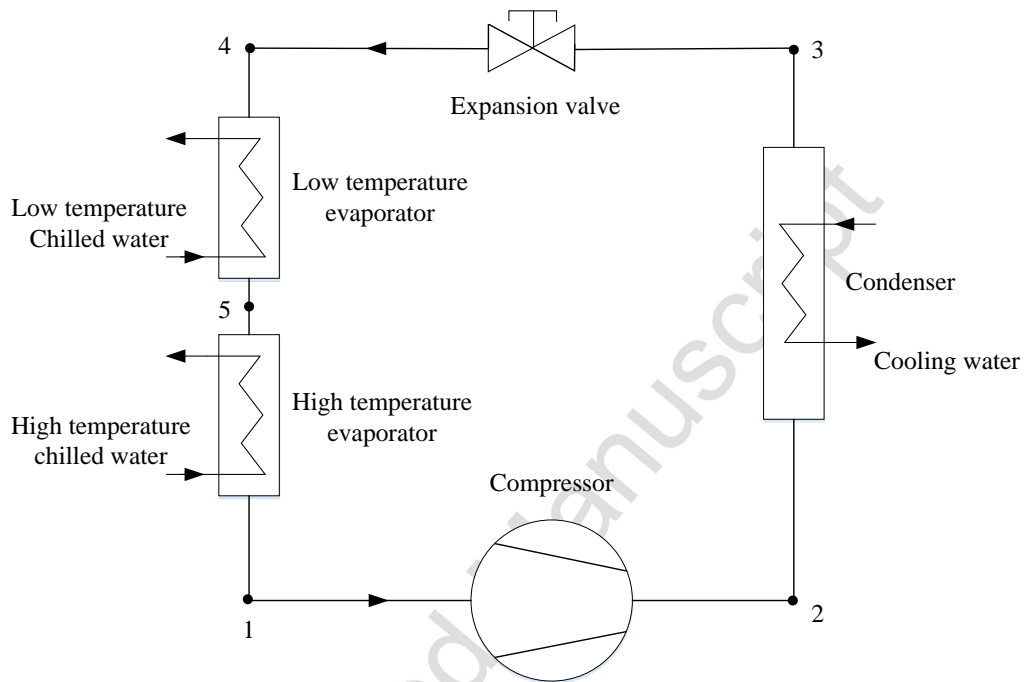 4
3
Expansion valve
Low temperature
evaporator
Low temperature
Chilled water
Condenser
5
Cooling water
High temperature
evaporator
High temperature
chilled water
Compressor
1
2